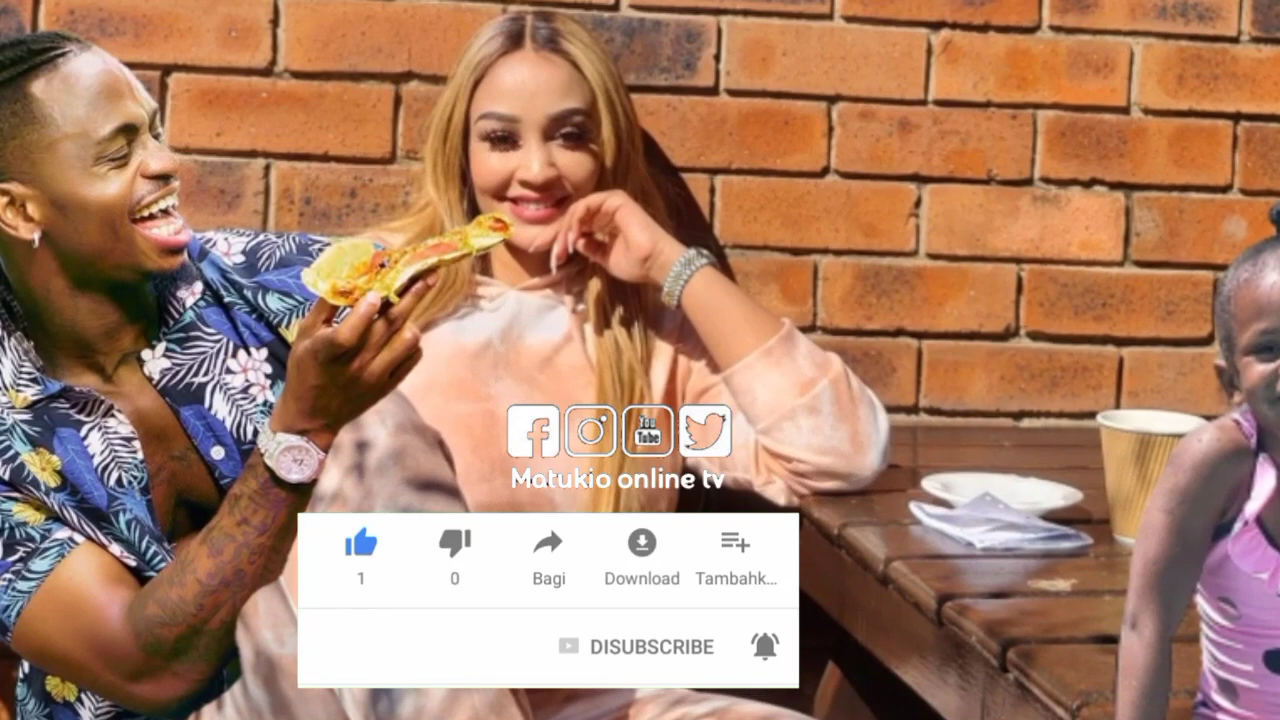 You
Tube
Matukio online tv
1
0
Bagi
Download
Tambahk...
DISUBSCRIBE